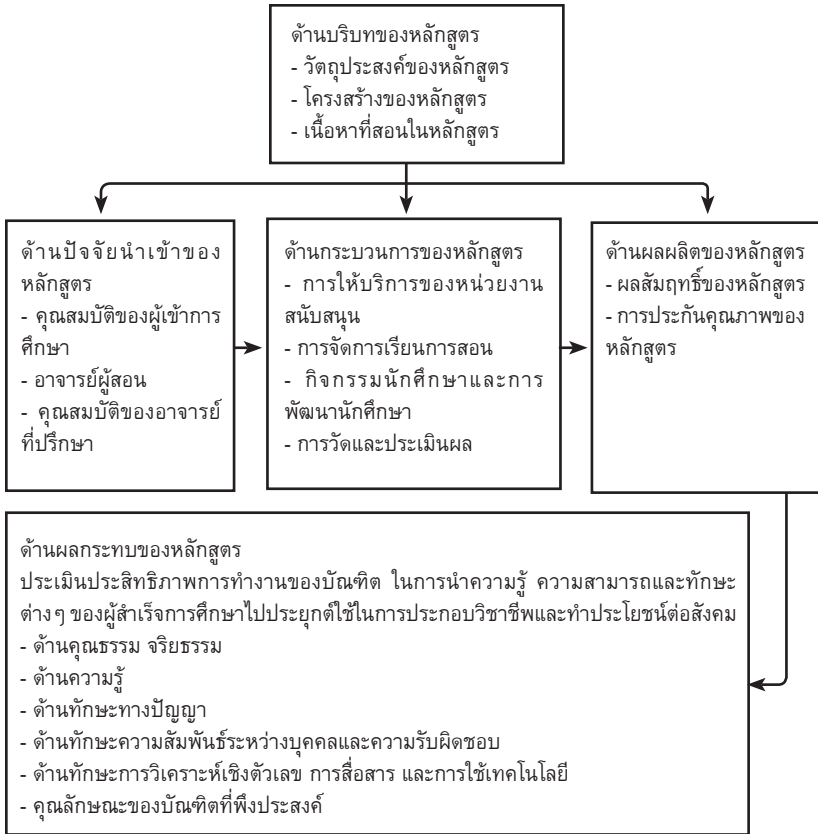 ด้านบริบทของหลักสูตร
- วัตถุประสงค์ของหลักสูตร
- โครงสร้างของหลักสูตร
- เนื้อหาที่สอนในหลักสูตร
ด้านปัจจัยนำเข้าของ
หลักสูตร
- คุณสมบัติของผู้เข้าการ
ศึกษา
- อาจารย์ผู้สอน
- คุณสมบัติของอาจารย์
ที่ปรึกษา
ด้านกระบวนการของหลักสูตร
- การให้บริการของหน่วยงาน
สนับสนุน
- การจัดการเรียนการสอน
- กิจกรรมนักศึกษาและการ
พัฒนานักศึกษา
- การวัดและประเมินผล
ด้านผลผลิตของหลักสูตร
- ผลสัมฤทธิ์ของหลักสูตร
- การประกันคุณภาพของ
หลักสูตร
ด้านผลกระทบของหลักสูตร
ประเมินประสิทธิภาพการทำงานของบัณฑิต ในการนำความรู้ ความสามารถและทักษะ
ต่างๆ ของผู้สำเร็จการศึกษาไปประยุกต์ใช้ในการประกอบวิชาชีพและทำประโยชน์ต่อสังคม
- ด้านคุณธรรม จริยธรรม
- ด้านความรู้
- ด้านทักษะทางปัญญา
- ด้านทักษะความสัมพันธ์ระหว่างบุคคลและความรับผิดชอบ
- ด้านทักษะการวิเคราะห์เชิงตัวเลข การสื่อสาร และการใช้เทคโนโลยี
- คุณลักษณะของบัณฑิตที่พึงประสงค์